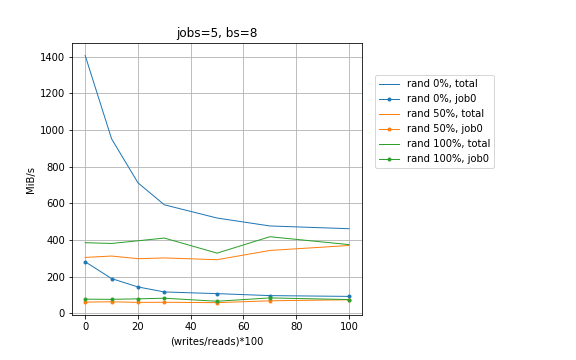 jobs=5, bs=8
1400
1200
1000
800
600
400
200
0
MiB/s
0
20
40
60
80
100
(writes/reads)*100
rand 0%, total
rand 0%, job0
rand 50%, total
rand 50%, job0
rand 100%, total
rand 100%, job0